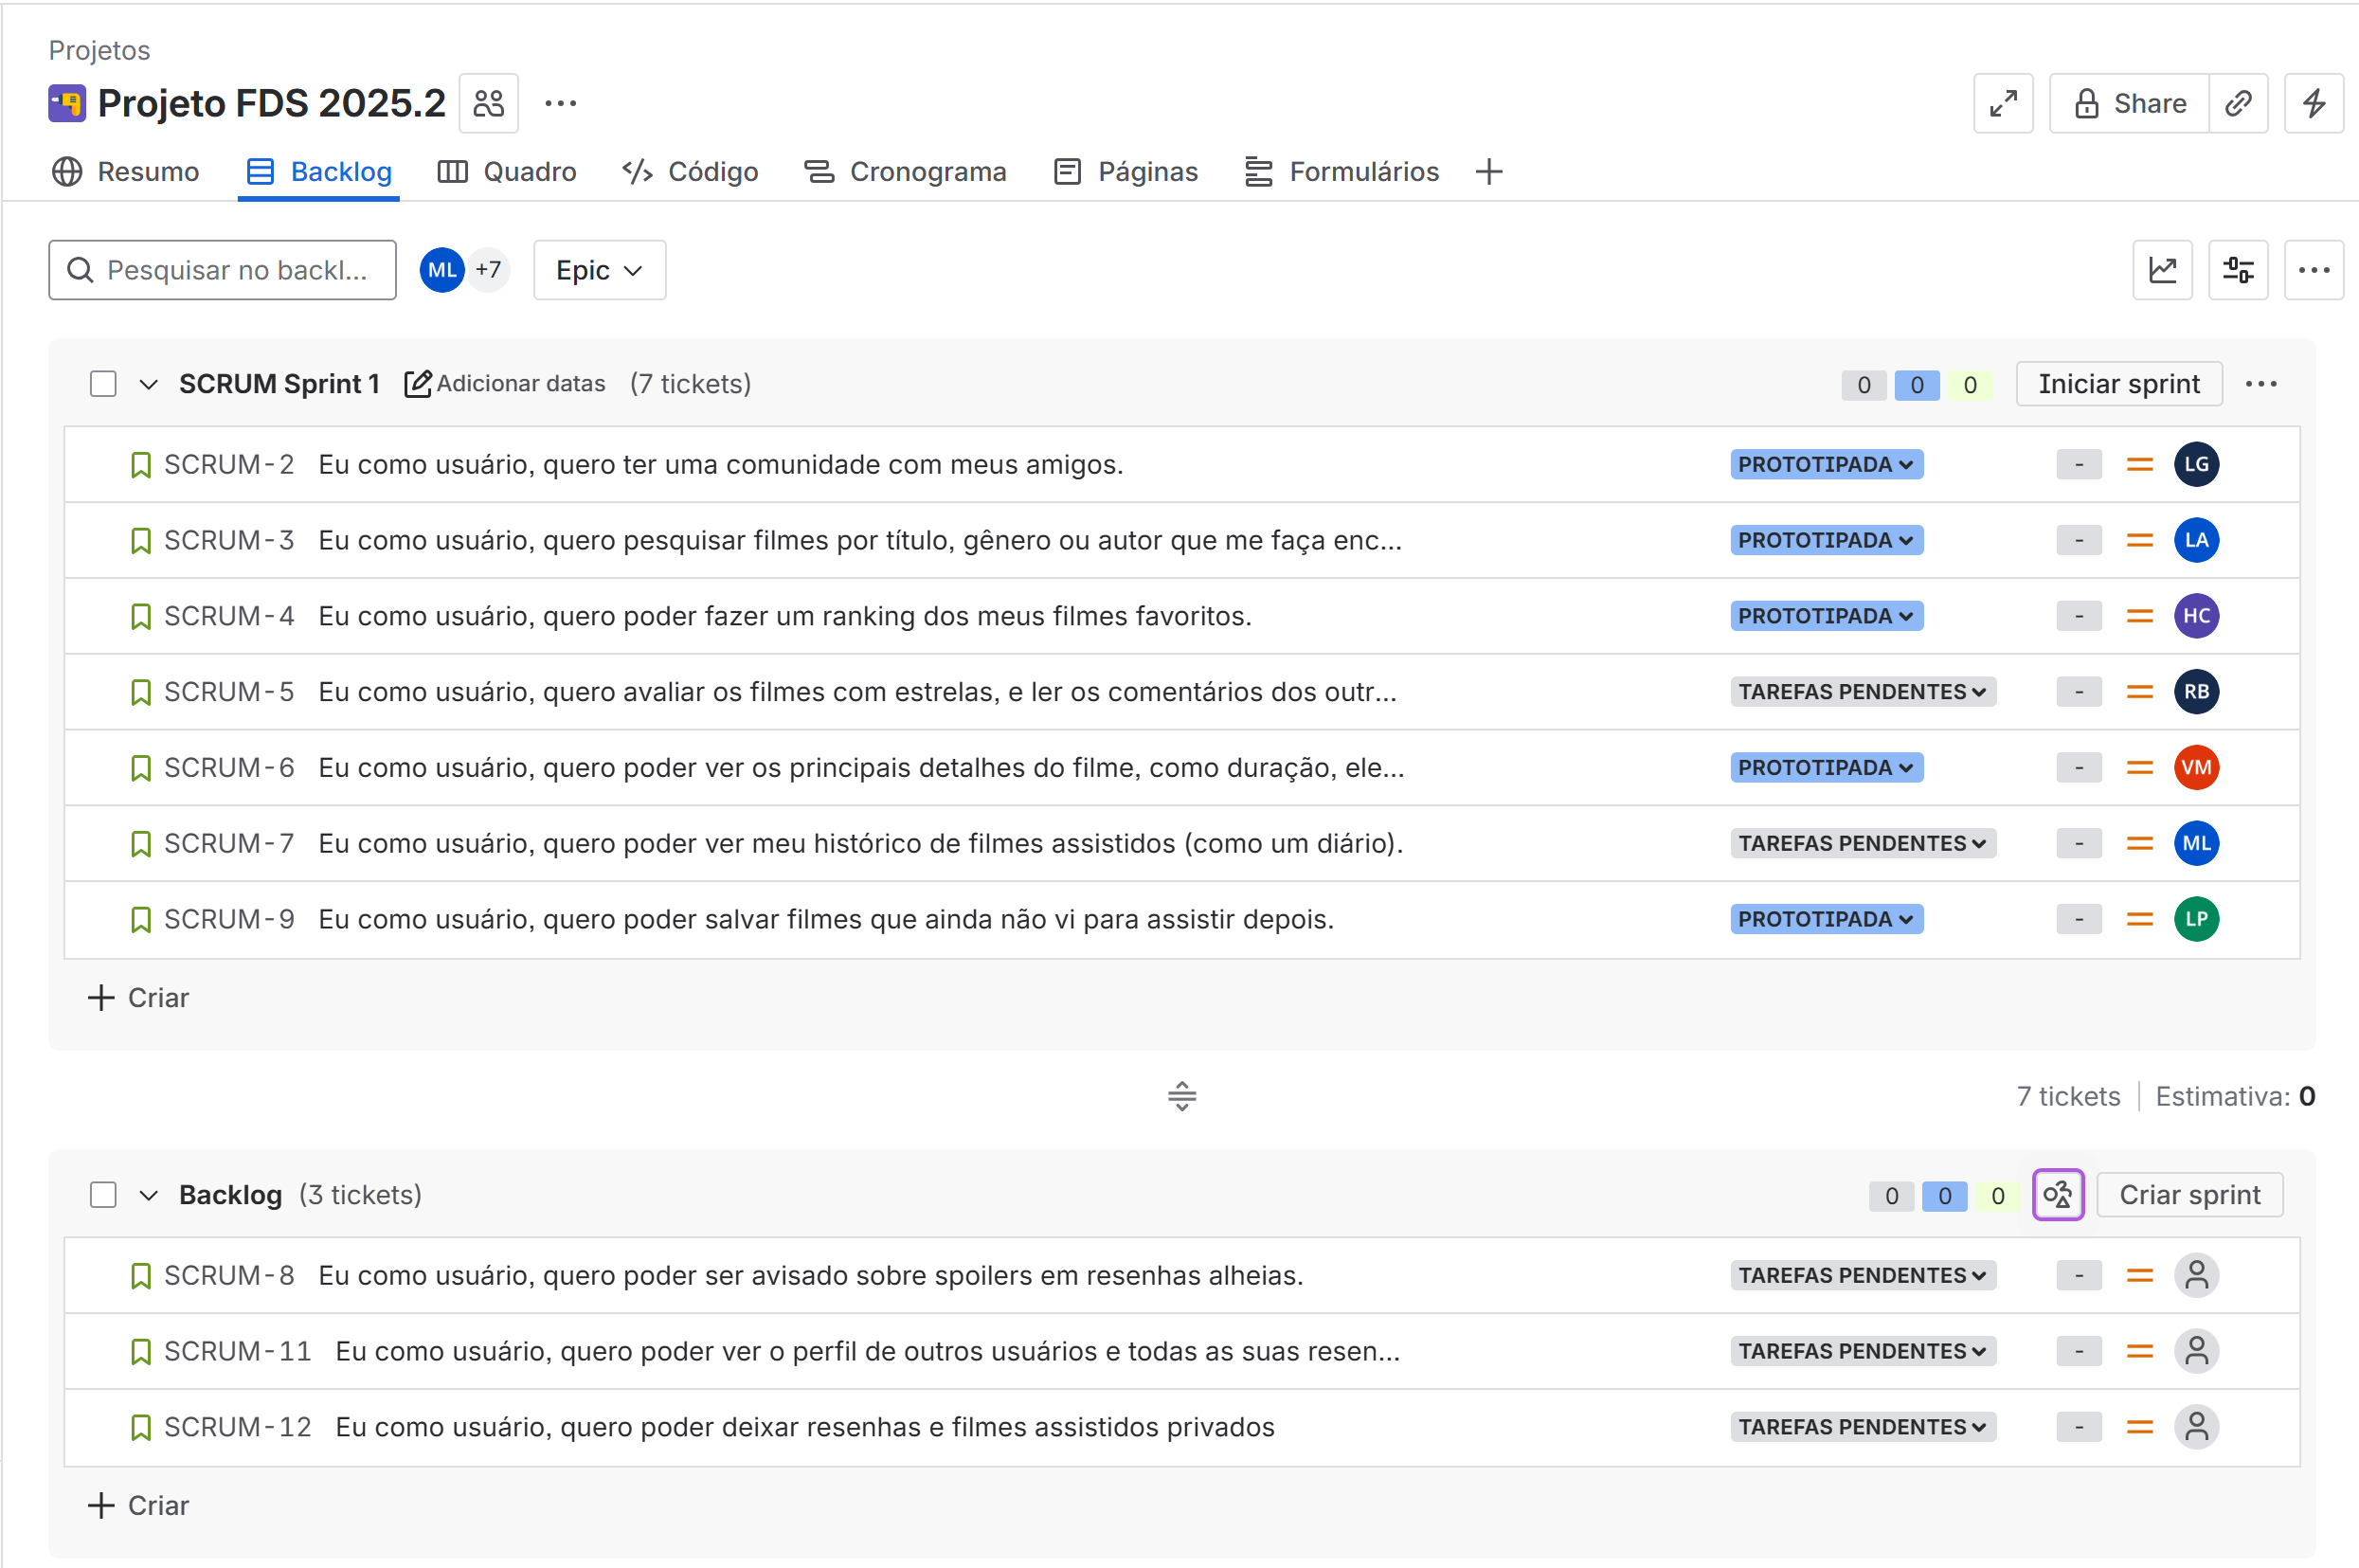 Projetos
Projeto FDS 2025.2
Share
Resumo Backlog Quadro Código Cronograma Páginas Formulários
Pesquisar no backl... ML +7 Epic
SCRUM Sprint 1 Adicionar datas (7 tickets) 0 0 0 Iniciar sprint
SCRUM-2 Eu como usuário, quero ter uma comunidade com meus amigos. PROTOTIPADA - LG
SCRUM-3 Eu como usuário, quero pesquisar filmes por título, gênero ou autor que me faça enc... PROTOTIPADA - LA
SCRUM-4 Eu como usuário, quero poder fazer um ranking dos meus filmes favoritos. PROTOTIPADA - HC
SCRUM-5 Eu como usuário, quero avaliar os filmes com estrelas, e ler os comentários dos outr... TAREFAS PENDENTES - RB
SCRUM-6 Eu como usuário, quero poder ver os principais detalhes do filme, como duração, ele... PROTOTIPADA - VM
SCRUM-7 Eu como usuário, quero poder ver meu histórico de filmes assistidos (como um diário). TAREFAS PENDENTES - ML
SCRUM-9 Eu como usuário, quero poder salvar filmes que ainda não vi para assistir depois. PROTOTIPADA - LP
Criar
7 tickets Estimativa: 0
Backlog (3 tickets) 0 0 0 Criar sprint
SCRUM-8 Eu como usuário, quero poder ser avisado sobre spoilers em resenhas alheias. TAREFAS PENDENTES -
SCRUM-11 Eu como usuário, quero poder ver o perfil de outros usuários e todas as suas resen... TAREFAS PENDENTES -
SCRUM-12 Eu como usuário, quero poder deixar resenhas e filmes assistidos privados TAREFAS PENDENTES -
Criar